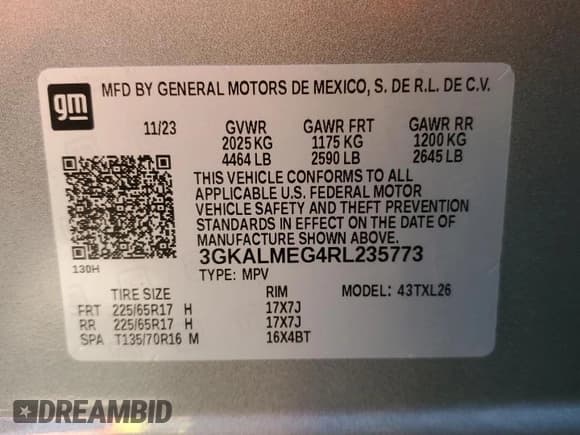 gm MFD BY GENERAL MOTORS DE MEXICO, S. DE R.L. DE C.V.
11/23 GVWR GAWR FRT GAWR RR
2025 KG 1175 KG 1200 KG
4464 LB 2590 LB 2645 LB
THIS VEHICLE CONFORMS TO ALL
APPLICABLE U.S. FEDERAL MOTOR
VEHICLE SAFETY AND THEFT PREVENTION
STANDARDS IN EFFECT ON THE DATE OF
MANUFACTURE SHOWN ABOVE.
3GKALMEG4RL235773
130H TYPE: MPV
TIRE SIZE RIM MODEL: 43TXL26
FRT 225/65R17 H 17X7J
RR 225/65R17 H 17X7J
SPA T135/70R16 M 16X4BT
DREAMBID